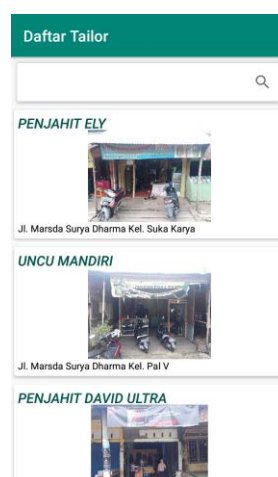 Daftar Tailor
PENJAHIT ELY
Jl. Marsda Surya Dharma Kel. Suka Karya
UNCU MANDIRI
Jl. Marsda Surya Dharma Kel. Pal V
PENJAHIT DAVID ULTRA